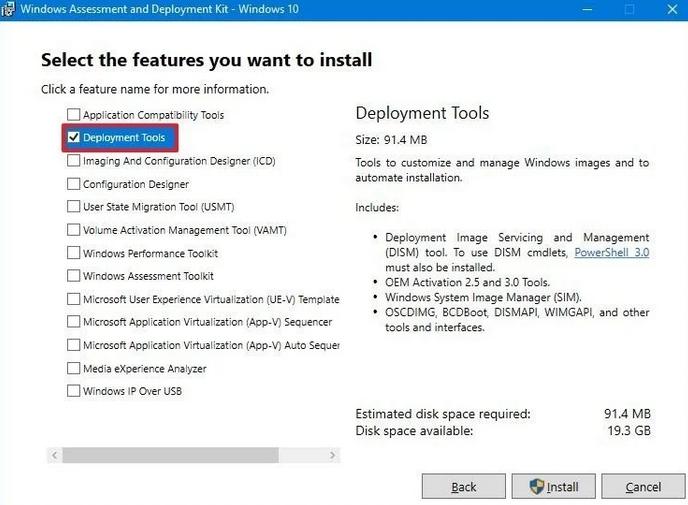 Windows Assessment and Deployment Kit - Windows 10
Select the features you want to install
Click a feature name for more information.
Application Compatibility Tools
Deployment Tools
Imaging And Configuration Designer (ICD)
Configuration Designer
User State Migration Tool (USMT)
Volume Activation Management Tool (VAMT)
Windows Performance Toolkit
Windows Assessment Toolkit
Microsoft User Experience Virtualization (UE-V) Template
Microsoft Application Virtualization (App-V) Sequencer
Microsoft Application Virtualization (App-V) Auto Sequer
Media eXperience Analyzer
Windows IP Over USB
Deployment Tools
Size: 91.4 MB
Tools to customize and manage Windows images and to
automate installation.
Includes:
• Deployment Image Servicing and Management
(DISM) tool. To use DISM cmdlets, PowerShell 3.0
must also be installed.
• OEM Activation 2.5 and 3.0 Tools.
• Windows System Image Manager (SIM).
• OSCDIMG, BCDBoot, DISMAPI, WIMGAPI, and other
tools and interfaces.
Estimated disk space required: 91.4 MB
Disk space available: 19.3 GB
Back Install Cancel